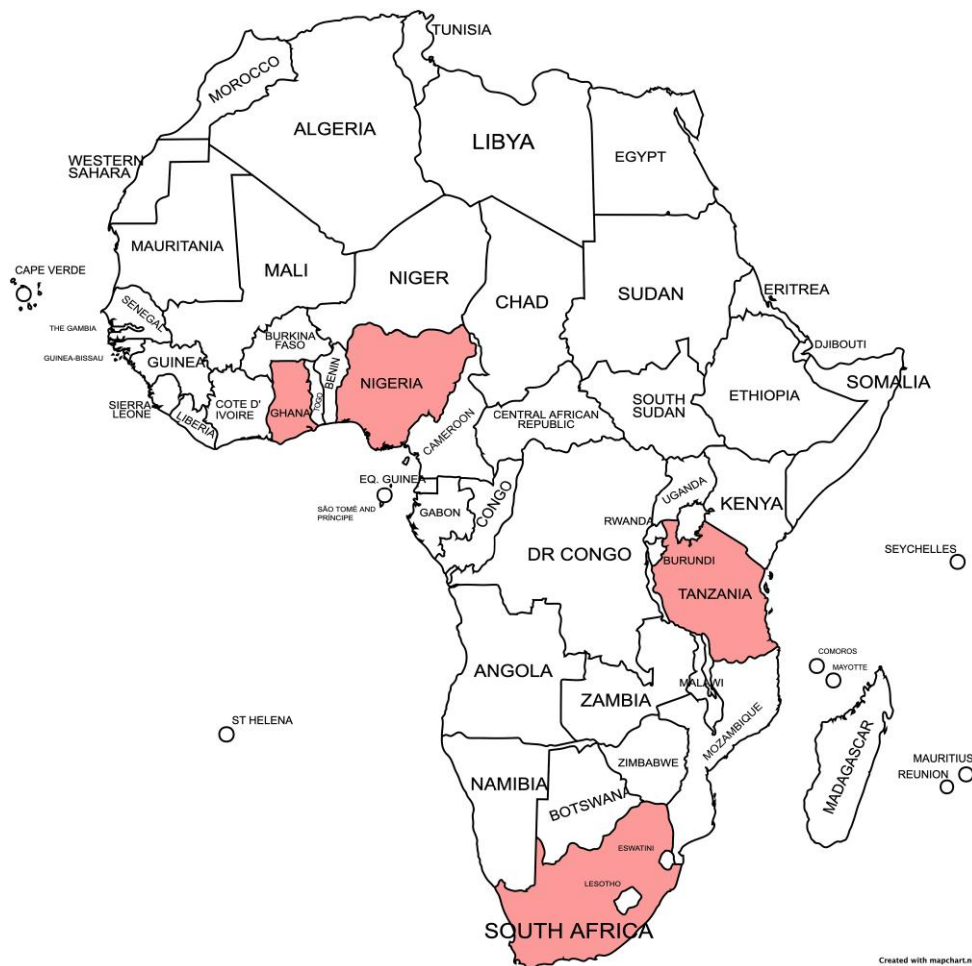 TUNISIA
MOROCCO
ALGERIA
LIBYA
EGYPT
WESTERN
SAHARA
MAURITANIA
MALI
NIGER
CHAD
SUDAN
ERITREA
CAPE VERDE
SENEGAL
THE GAMBIA
GUINEA-BISSAU
GUINEA
SIERRA
LEONE
LIBERIA
COTE D'
IVOIRE
BURKINA
FASO
GHANA
TOGO
BENIN
NIGERIA
CAMEROON
CENTRAL AFRICAN
REPUBLIC
SOUTH
SUDAN
ETHIOPIA
DJIBOUTI
SOMALIA
EQ. GUINEA
SÃO TOMÉ AND
PRÍNCIPE
GABON
CONGO
DR CONGO
UGANDA
KENYA
RWANDA
BURUNDI
TANZANIA
SEYCHELLES
COMOROS
MAYOTTE
ANGOLA
ZAMBIA
MALAWI
MOZAMBIQUE
ST HELENA
MADAGASCAR
MAURITIUS
REUNION
NAMIBIA
BOTSWANA
ZIMBABWE
ESWATINI
LESOTHO
SOUTH AFRICA
Created with mapchart.n